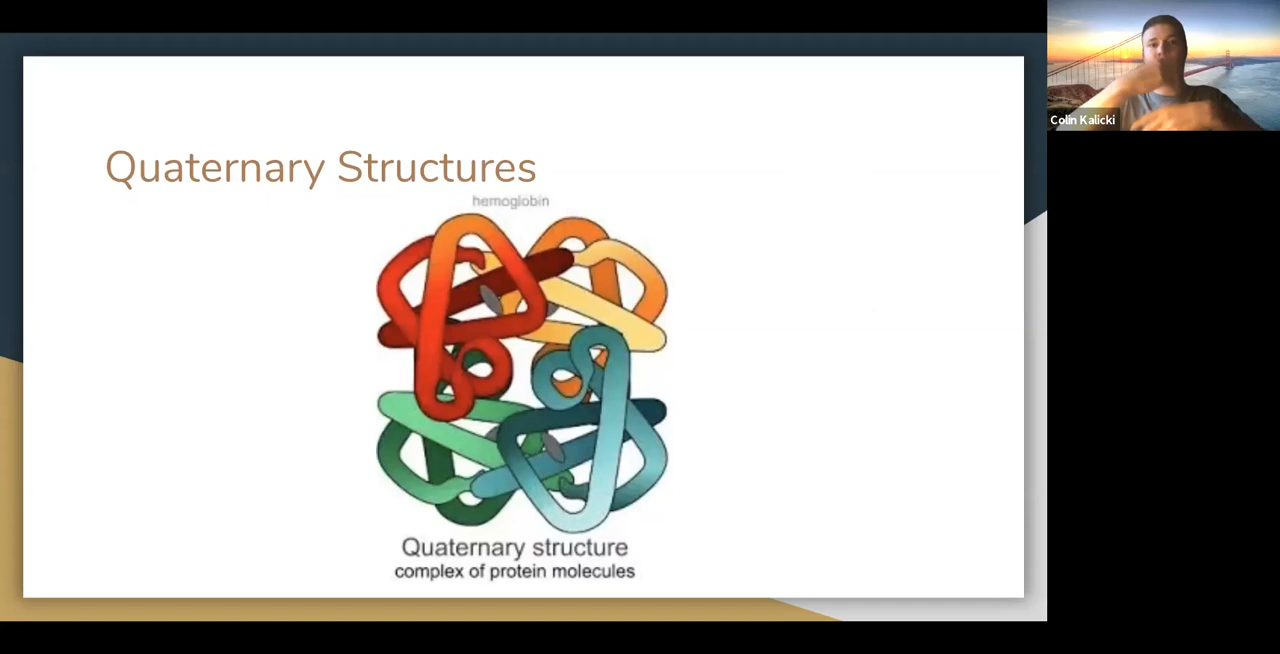 Quaternary Structures
hemoglobin
Quaternary structure
complex of protein molecules
Colin Kalicki